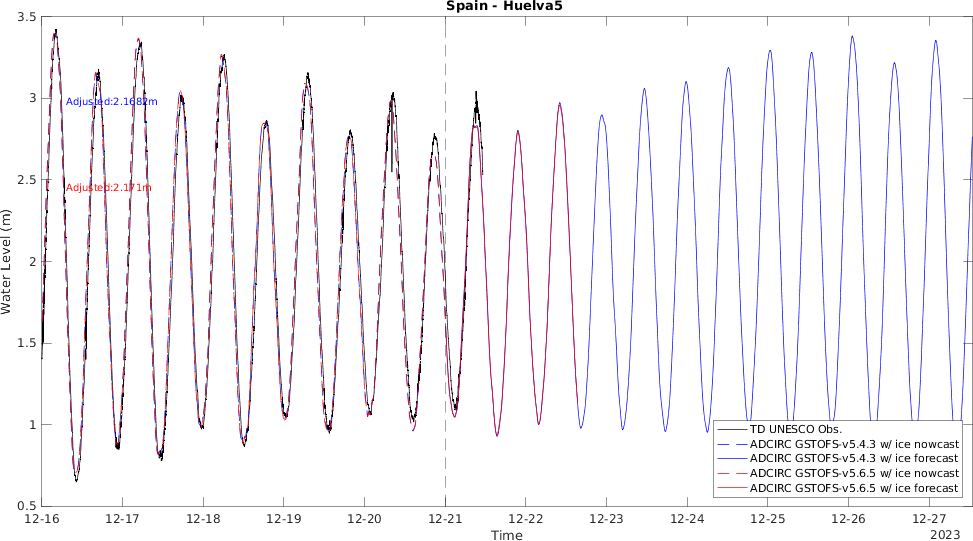 Spain - Huelva5
3.5
3
2.5
2
1.5
1
0.5
Water Level (m)
Adjusted:2.1682m
Adjusted:2.171m
TD UNESCO Obs.
ADCIRC GSTOFS-v5.4.3 w/ ice nowcast
ADCIRC GSTOFS-v5.4.3 w/ ice forecast
ADCIRC GSTOFS-v5.6.5 w/ ice nowcast
ADCIRC GSTOFS-v5.6.5 w/ ice forecast
12-16 12-17 12-18 12-19 12-20 12-21 12-22 12-23 12-24 12-25 12-26 12-27
Time
2023